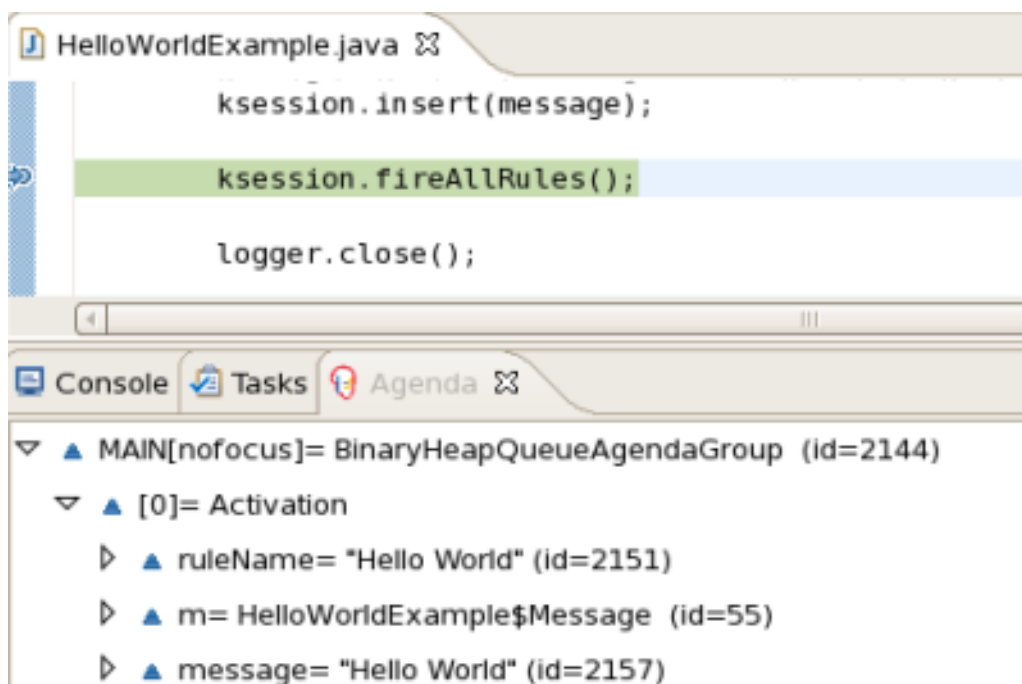 HelloWorldExample.java
ksession.insert(message);
ksession.fireAllRules();
logger.close();
Console Tasks Agenda
MAIN[nofocus]= BinaryHeapQueueAgendaGroup (id=2144)
[0]= Activation
ruleName= "Hello World" (id=2151)
m= HelloWorldExample$Message (id=55)
message= "Hello World" (id=2157)